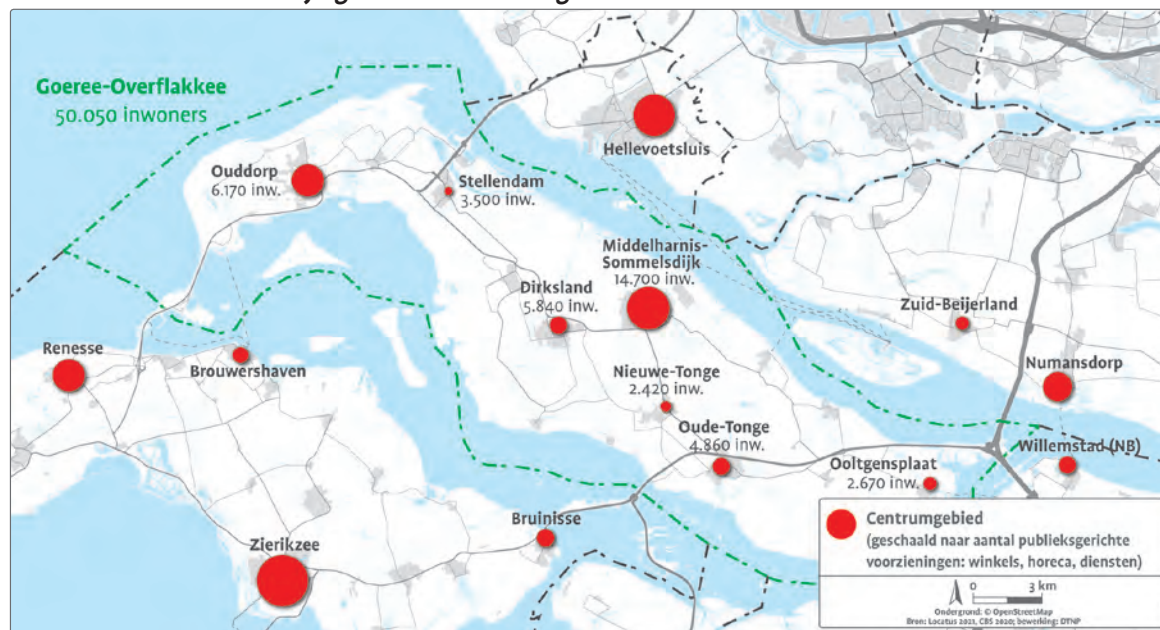 Goeree-Overflakkee
50.050 inwoners
Hellevoetsluis
Ouddorp
6.170 inw.
Stellendam
3.500 inw.
Middelharnis-
Sommelsdijk
14.700 inw.
Dirksland
5.840 inw.
Zuid-Beijerland
Renesse
Brouwershaven
Nieuwe-Tonge
2.420 inw.
Numansdorp
Oude-Tonge
4.860 inw.
Ooltgensplaat
2.670 inw.
Willemstad (NB)
Bruinisse
Zierikzee
Centrumgebied
(geschaald naar aantal publieksgerichte
voorzieningen: winkels, horeca, diensten)
0 3 km
Ondergrond: © OpenStreetMap
Bron: Locatus 2021, CBS 2020; bewerking: DTNP